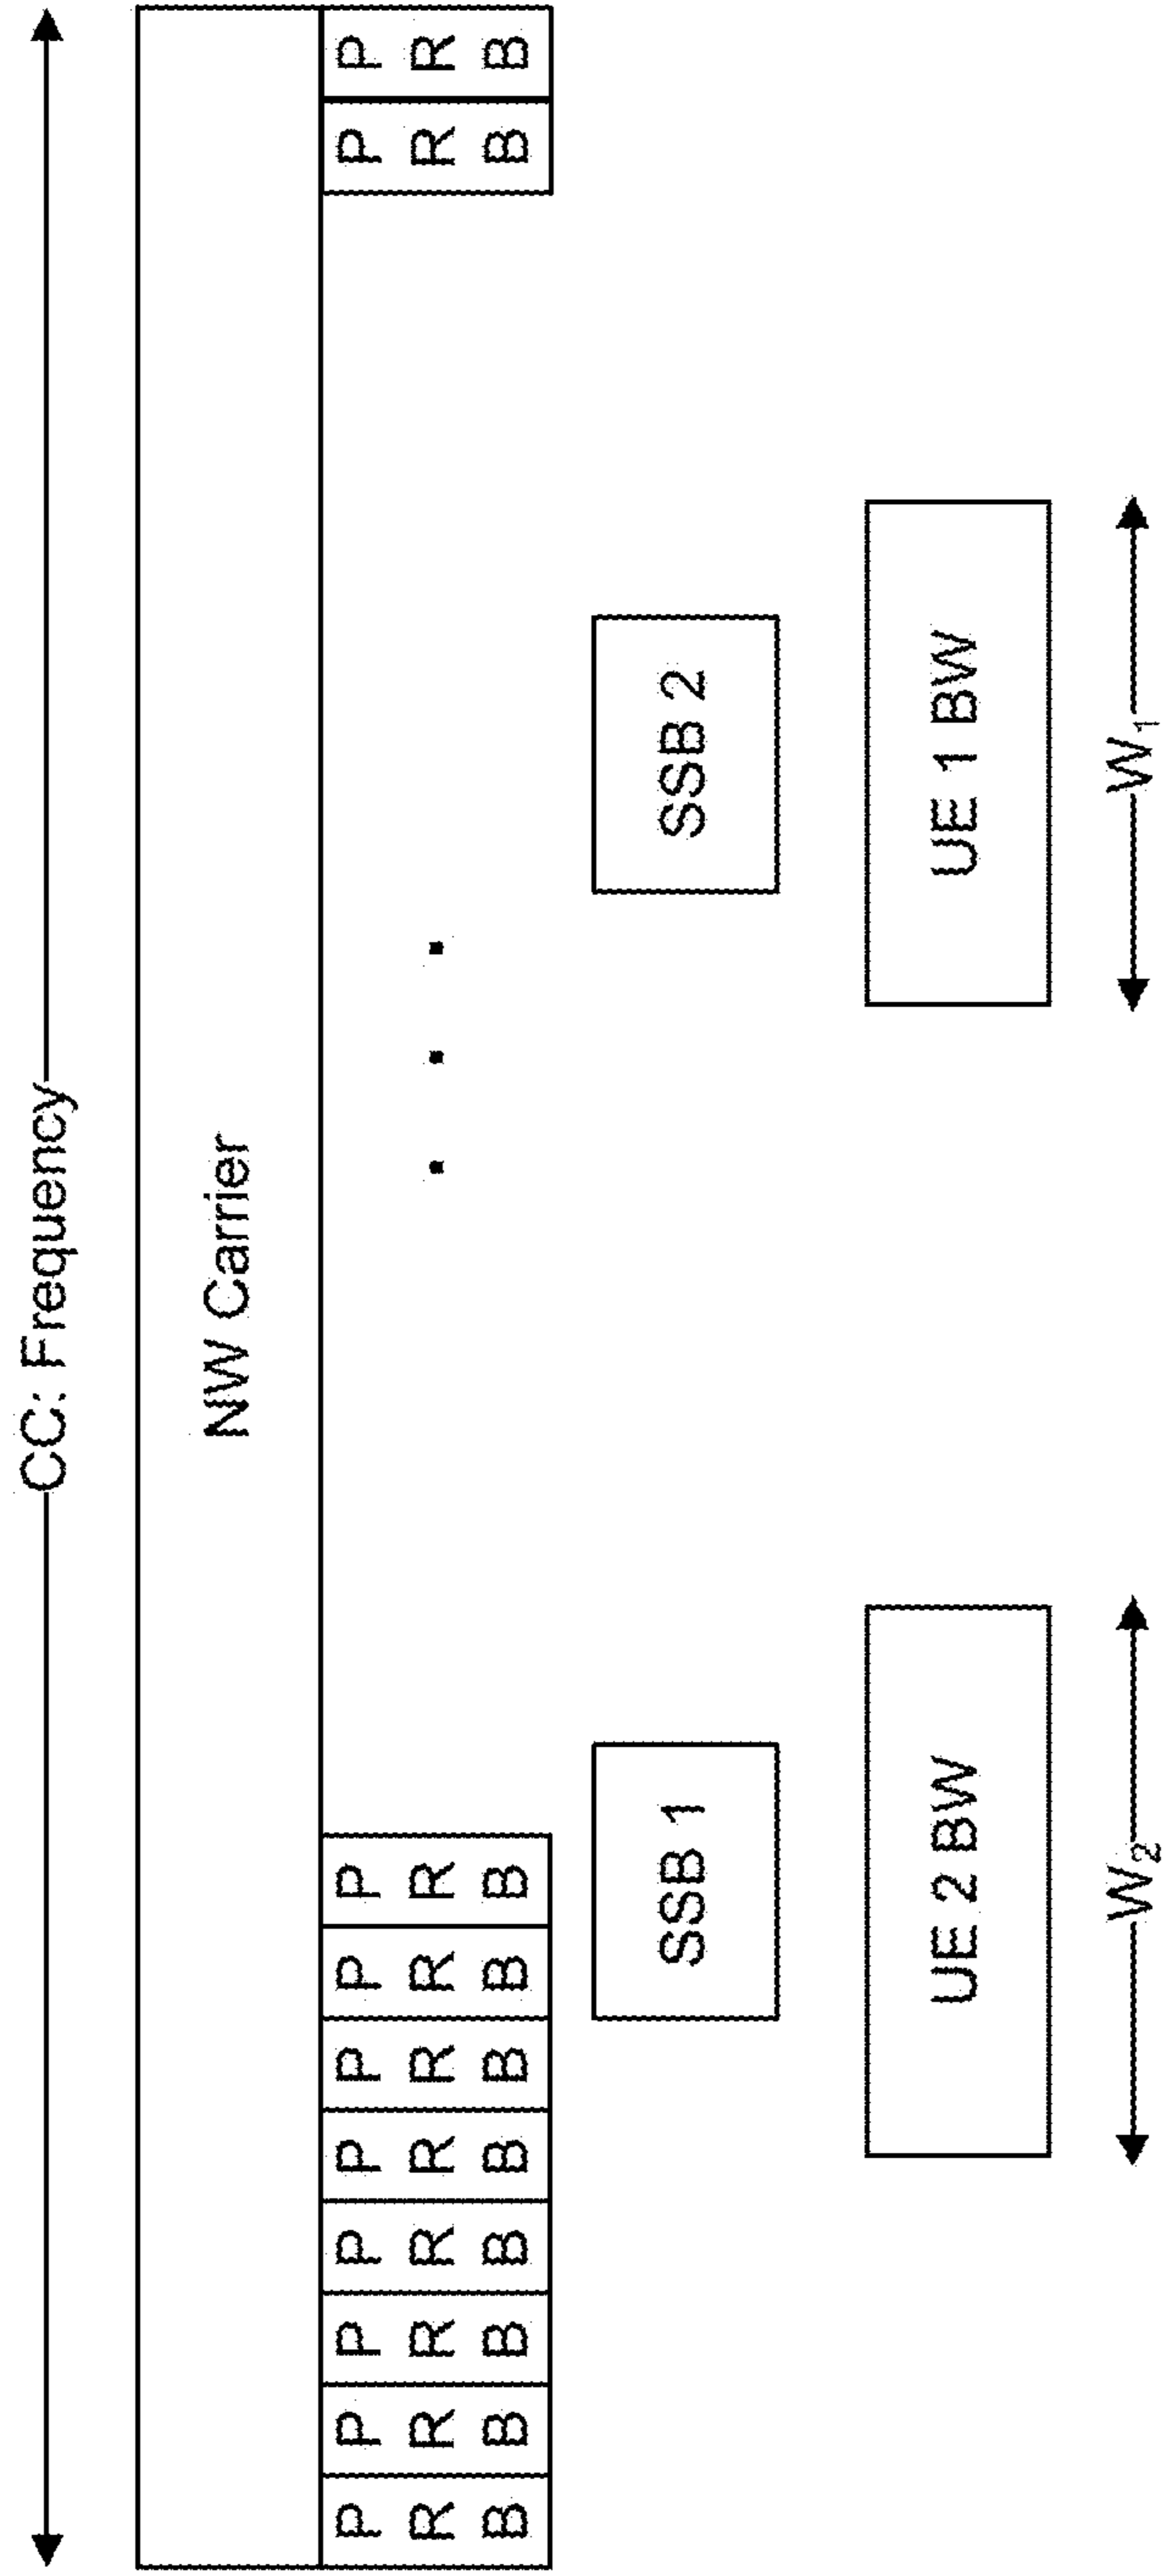 CC: Frequency
NW Carrier
PRB
PRB
PRB
PRB
PRB
PRB
PRB
PRB
. . .
PRB
PRB
SSB 1
SSB 2
UE 2 BW
UE 1 BW
W₂
W₁